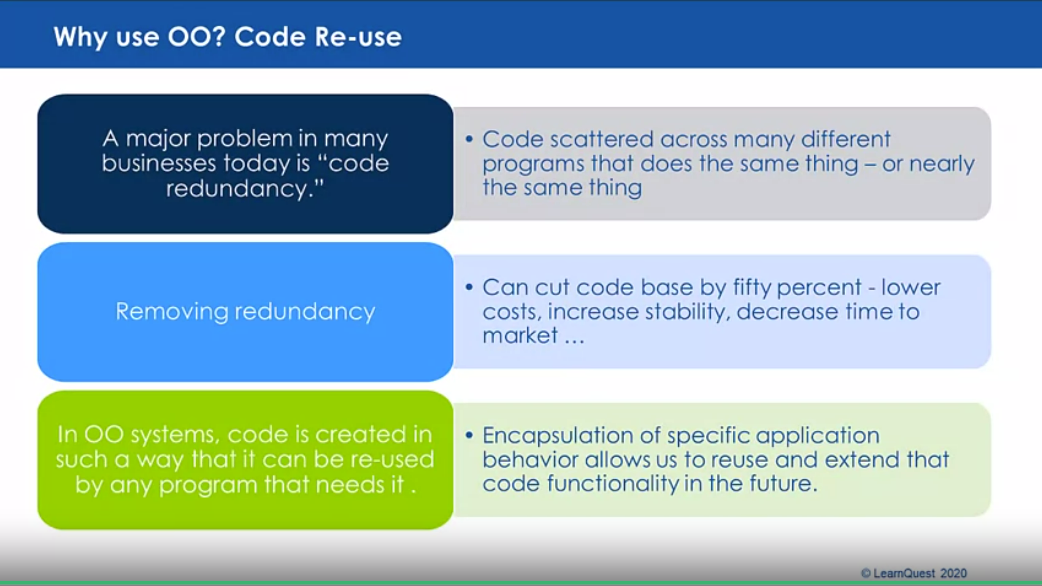 Why use OO? Code Re-use
A major problem in many
businesses today is “code
redundancy.”
• Code scattered across many different
programs that does the same thing – or nearly
the same thing
Removing redundancy
• Can cut code base by fifty percent - lower
costs, increase stability, decrease time to
market …
In OO systems, code is created in
such a way that it can be re-used
by any program that needs it .
• Encapsulation of specific application
behavior allows us to reuse and extend that
code functionality in the future.
© LearnQuest 2020